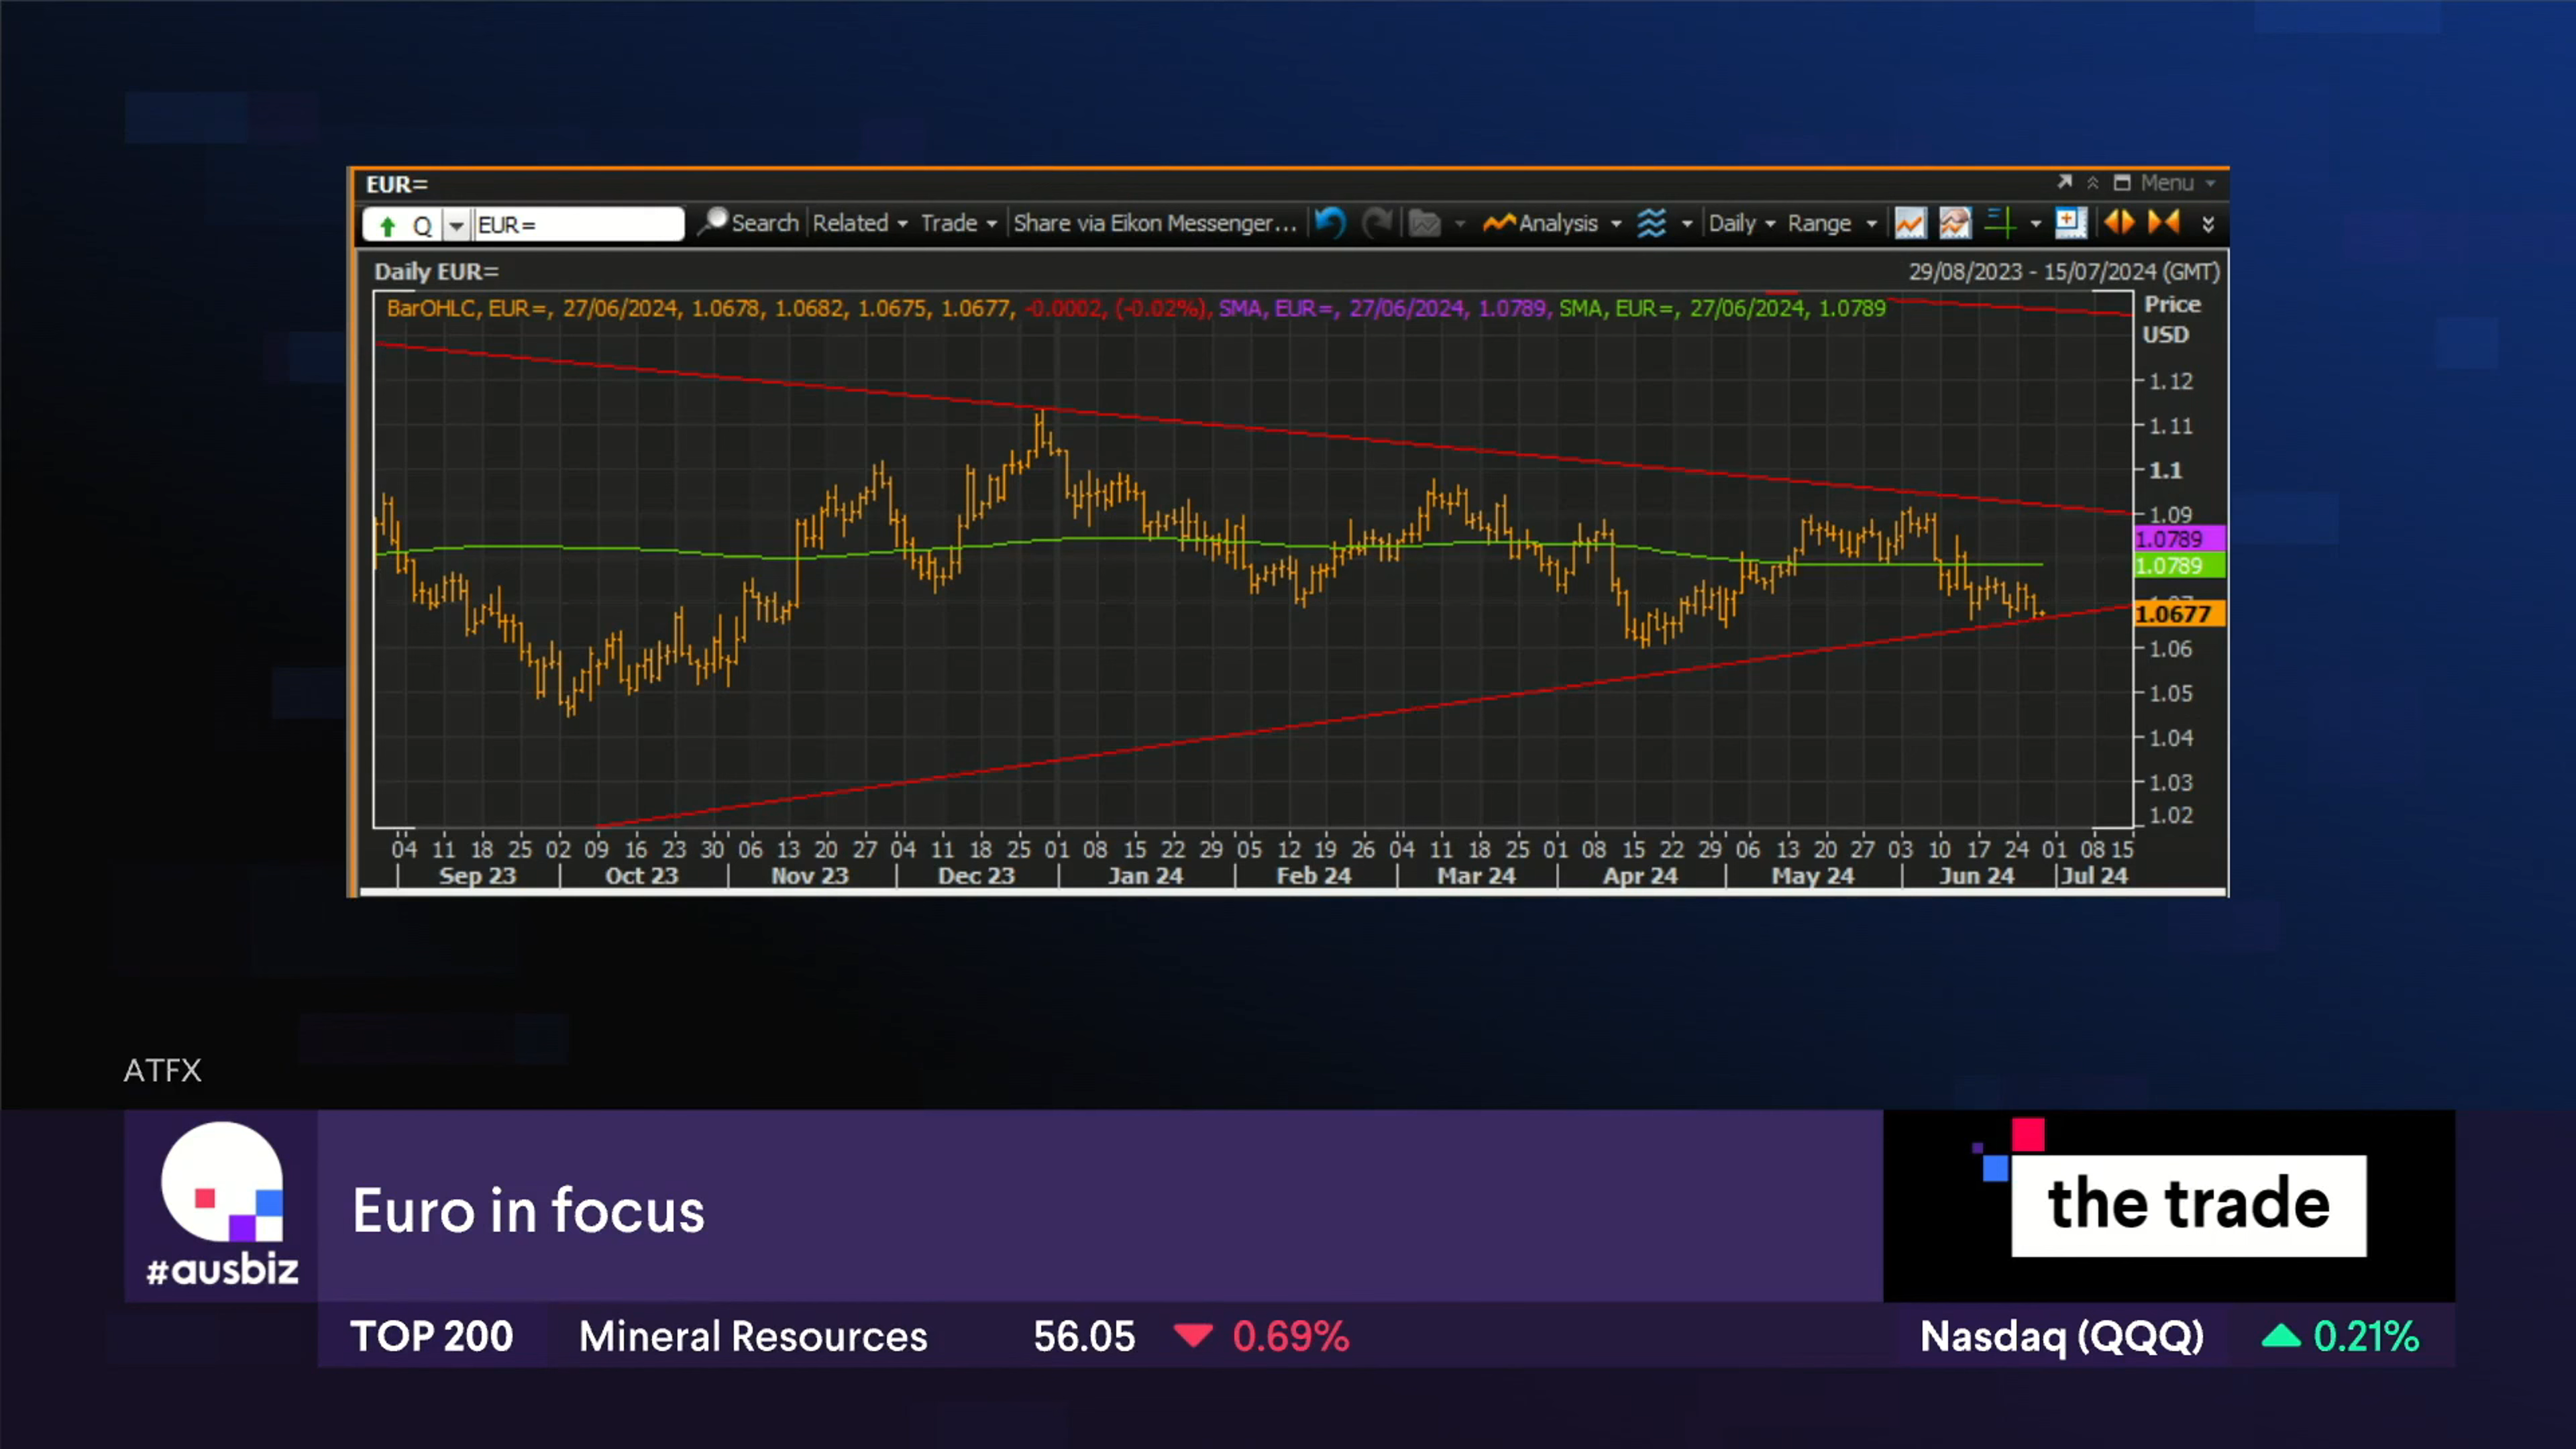 EUR=
Menu
Q
EUR=
Search
Related
Trade
Share via Eikon Messenger...
Analysis
Daily
Range
Daily EUR=
29/08/2023 - 15/07/2024 (GMT)
BarOHLC, EUR=, 27/06/2024, 1.0678, 1.0682, 1.0675, 1.0677, -0.0002, (-0.02%), SMA, EUR=, 27/06/2024, 1.0789, SMA, EUR=, 27/06/2024, 1.0789
Price
USD
1.12
1.11
1.1
1.09
1.0789
1.0789
1.0677
1.06
1.05
1.04
1.03
1.02
04 11 18 25 02 09 16 23 30 06 13 20 27 04 11 18 25 01 08 15 22 29 05 12 19 26 04 11 18 25 01 08 15 22 29 06 13 20 27 03 10 17 24 01 08 15
Sep 23 Oct 23 Nov 23 Dec 23 Jan 24 Feb 24 Mar 24 Apr 24 May 24 Jun 24 Jul 24
ATFX
#ausbiz
Euro in focus
the trade
TOP 200 Mineral Resources 56.05 0.69% Nasdaq (QQQ) 0.21%